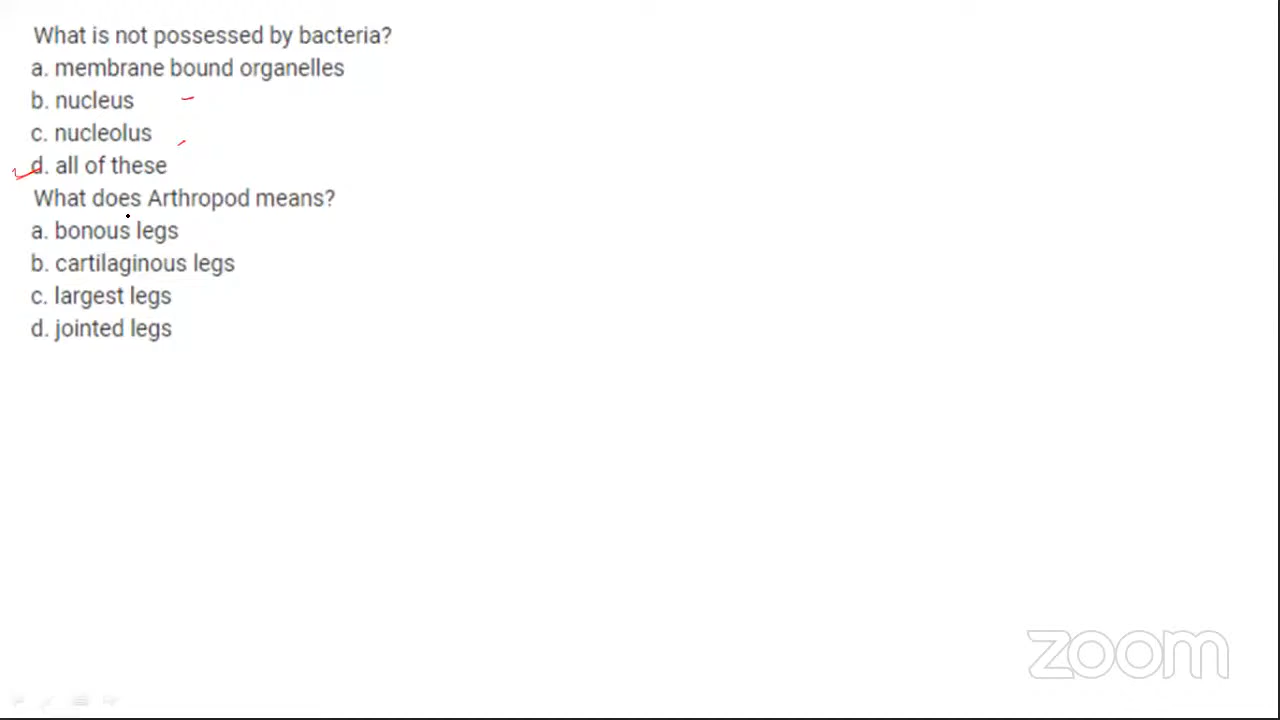 What is not possessed by bacteria?
a. membrane bound organelles
b. nucleus
c. nucleolus
d. all of these
What does Arthropod means?
a. bonous legs
b. cartilaginous legs
c. largest legs
d. jointed legs
zoom